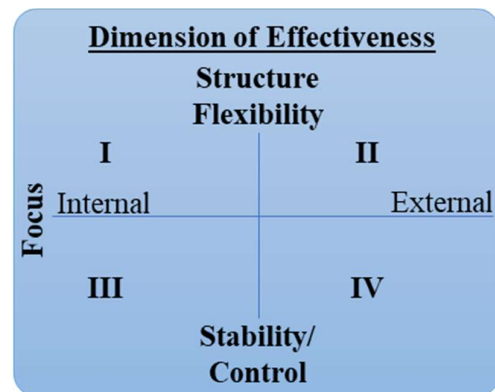 Dimension of Effectiveness
Structure
Flexibility
I
II
Focus
Internal
External
III
IV
Stability/
Control